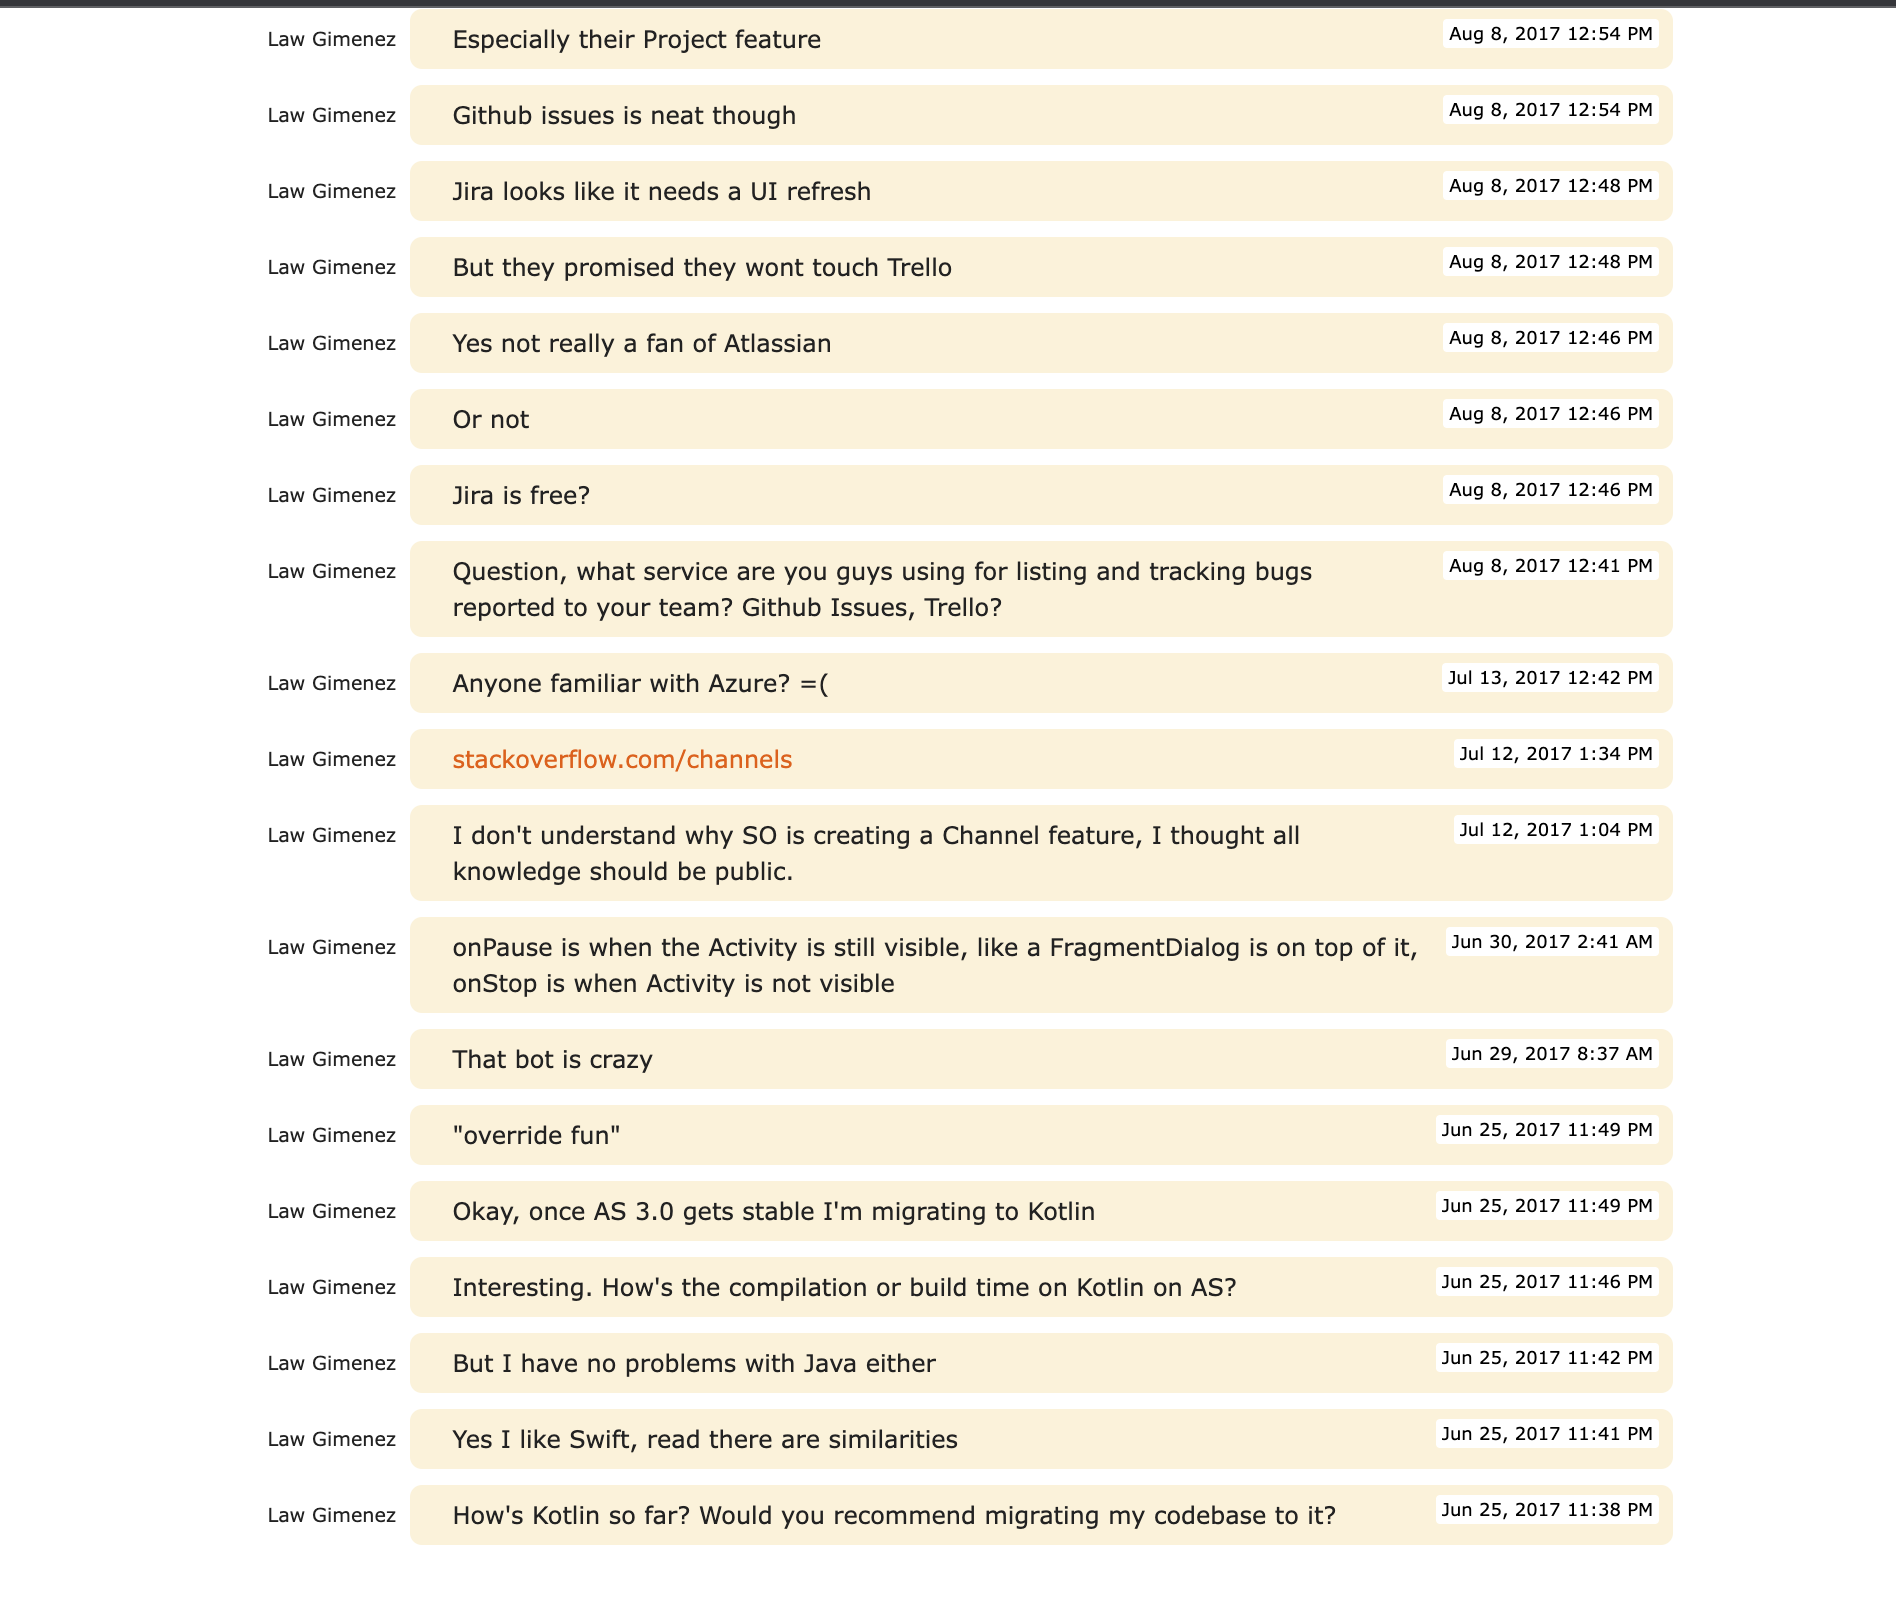 Law Gimenez Especially their Project feature Aug 8, 2017 12:54 PM
Law Gimenez Github issues is neat though Aug 8, 2017 12:54 PM
Law Gimenez Jira looks like it needs a UI refresh Aug 8, 2017 12:48 PM
Law Gimenez But they promised they wont touch Trello Aug 8, 2017 12:48 PM
Law Gimenez Yes not really a fan of Atlassian Aug 8, 2017 12:46 PM
Law Gimenez Or not Aug 8, 2017 12:46 PM
Law Gimenez Jira is free? Aug 8, 2017 12:46 PM
Law Gimenez Question, what service are you guys using for listing and tracking bugs Aug 8, 2017 12:41 PM
reported to your team? Github Issues, Trello?
Law Gimenez Anyone familiar with Azure? =( Jul 13, 2017 12:42 PM
Law Gimenez stackoverflow.com/channels Jul 12, 2017 1:34 PM
Law Gimenez I don't understand why SO is creating a Channel feature, I thought all Jul 12, 2017 1:04 PM
knowledge should be public.
Law Gimenez onPause is when the Activity is still visible, like a FragmentDialog is on top of it, Jun 30, 2017 2:41 AM
onStop is when Activity is not visible
Law Gimenez That bot is crazy Jun 29, 2017 8:37 AM
Law Gimenez "override fun" Jun 25, 2017 11:49 PM
Law Gimenez Okay, once AS 3.0 gets stable I'm migrating to Kotlin Jun 25, 2017 11:49 PM
Law Gimenez Interesting. How's the compilation or build time on Kotlin on AS? Jun 25, 2017 11:46 PM
Law Gimenez But I have no problems with Java either Jun 25, 2017 11:42 PM
Law Gimenez Yes I like Swift, read there are similarities Jun 25, 2017 11:41 PM
Law Gimenez How's Kotlin so far? Would you recommend migrating my codebase to it? Jun 25, 2017 11:38 PM